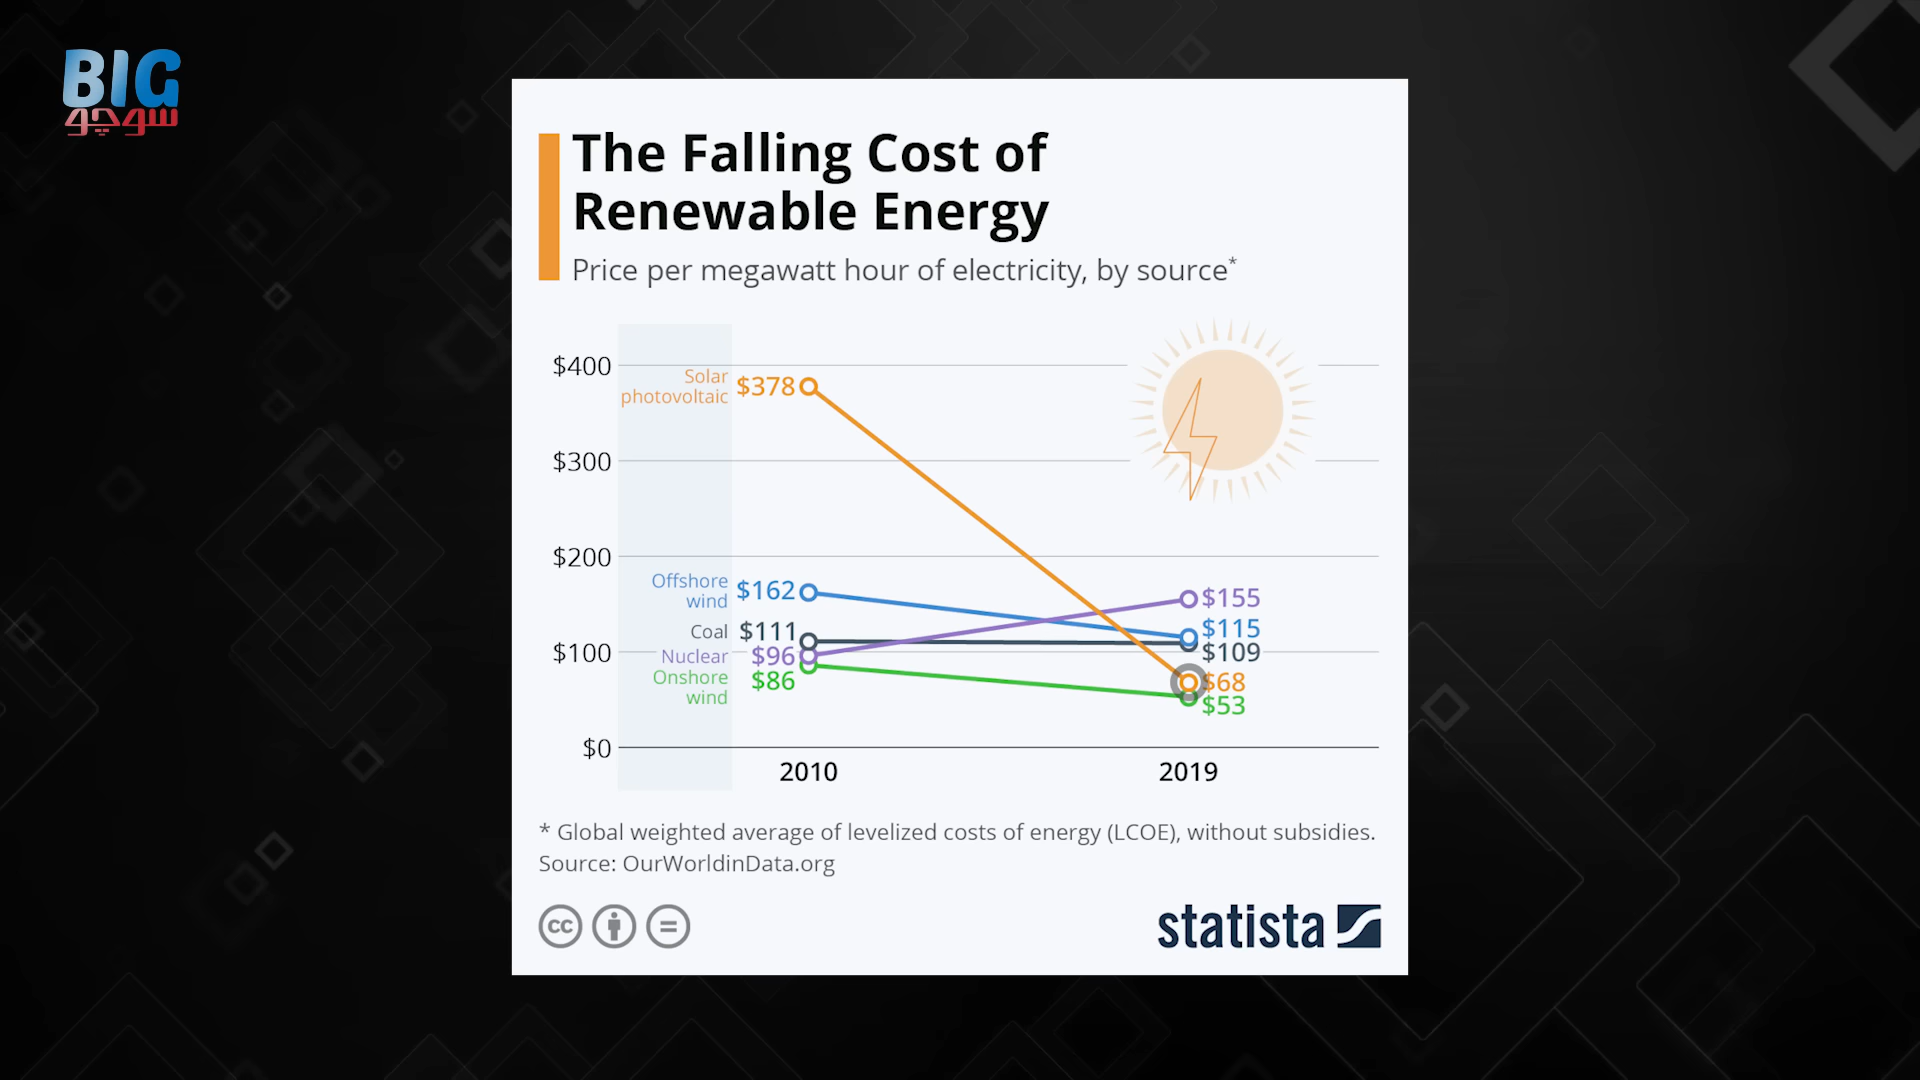 BIG
سوچو
The Falling Cost of
Renewable Energy
Price per megawatt hour of electricity, by source*
$400
$300
$200
$100
$0
Solar
photovoltaic
$378
Offshore
wind
$162
Coal
$111
Nuclear
$96
Onshore
wind
$86
$155
$115
$109
$68
$53
2010
2019
* Global weighted average of levelized costs of energy (LCOE), without subsidies.
Source: OurWorldinData.org
cc
=
statista